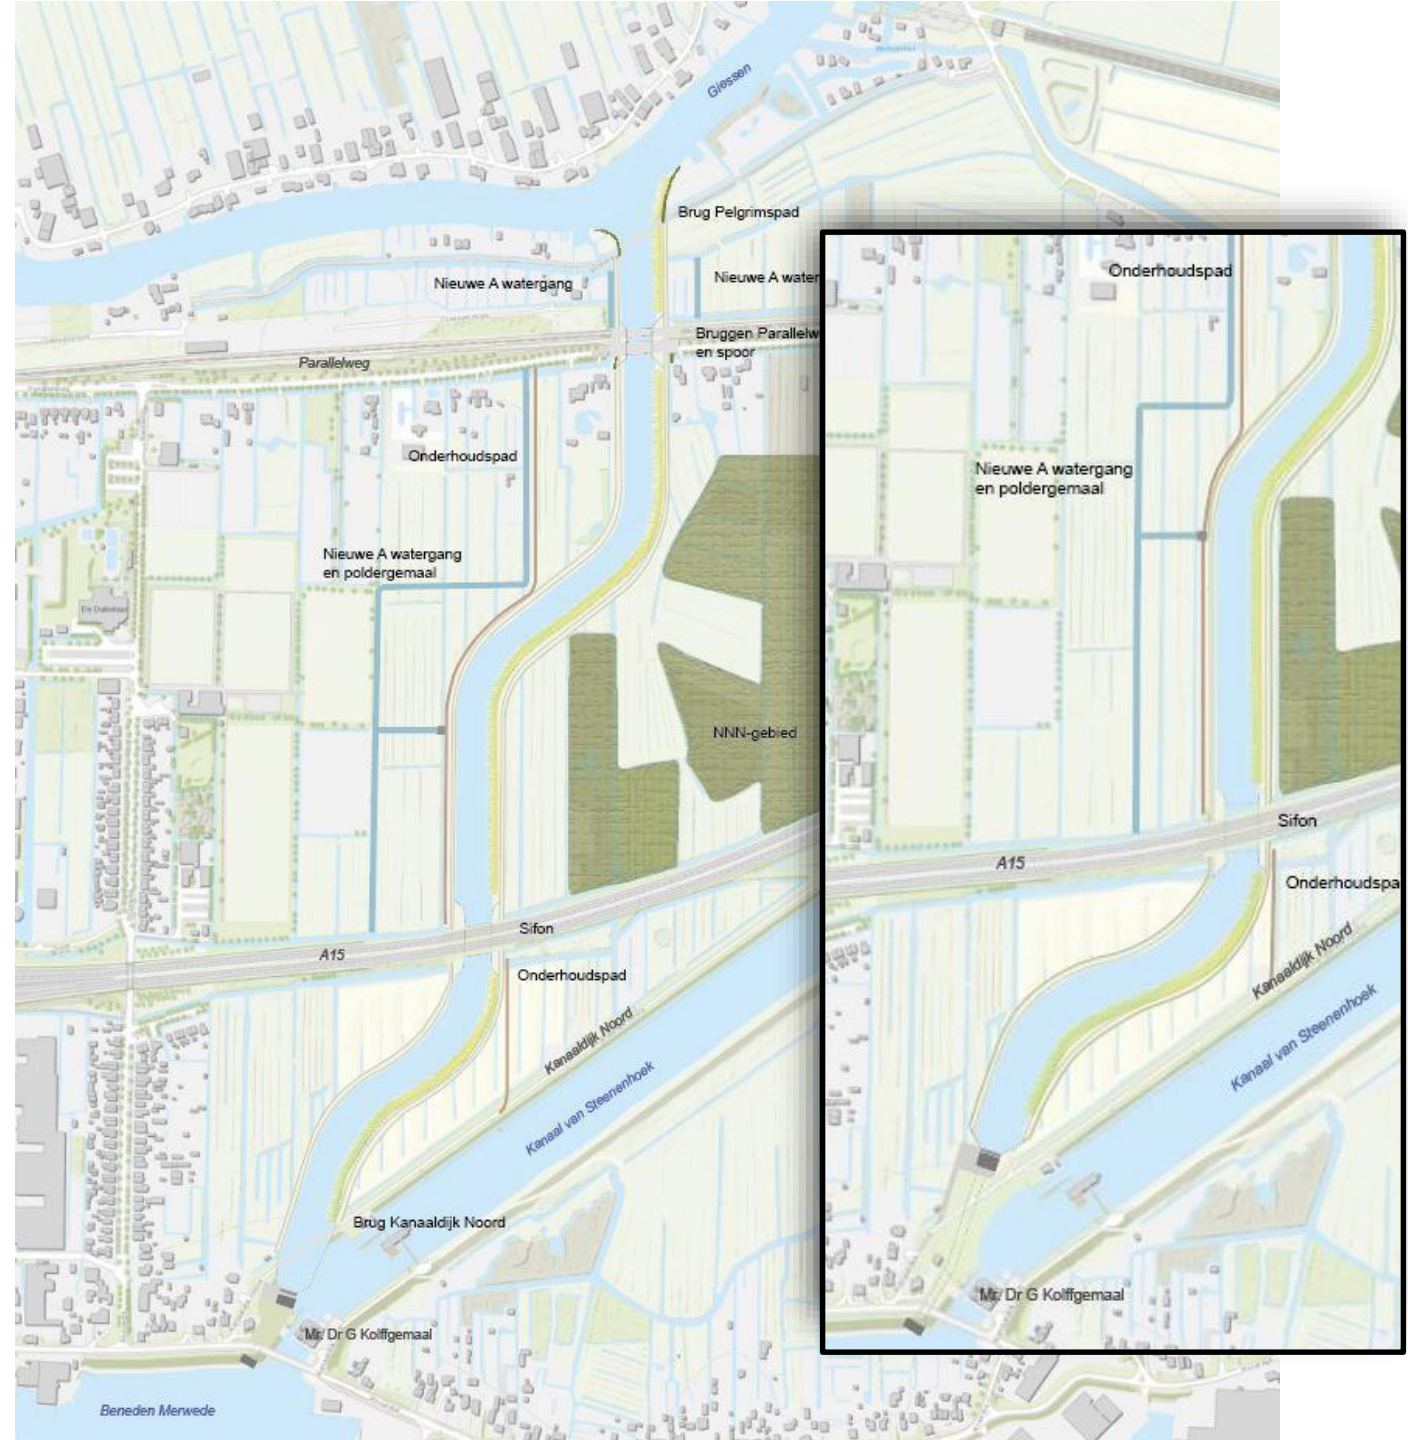 Giessen
Brug Pelgrimspad
Nieuwe A watergang
Nieuwe A water
Bruggen Parallelw
en spoor
Parallelweg
Onderhoudspad
Nieuwe A watergang
en poldergemaal
NNN-gebied
Sifon
A15
Onderhoudspad
Kanaaldijk Noord
Kanaal van Steenenhoek
Brug Kanaaldijk Noord
Mr. Dr G Kolffgemaal
Beneden Merwede
Onderhoudspad
Nieuwe A watergang
en poldergemaal
Sifon
A15
Onderhoudspa
Kanaaldijk Noord
Kanaal van Steenenhoek
Mr. Dr G Kolffgemaal